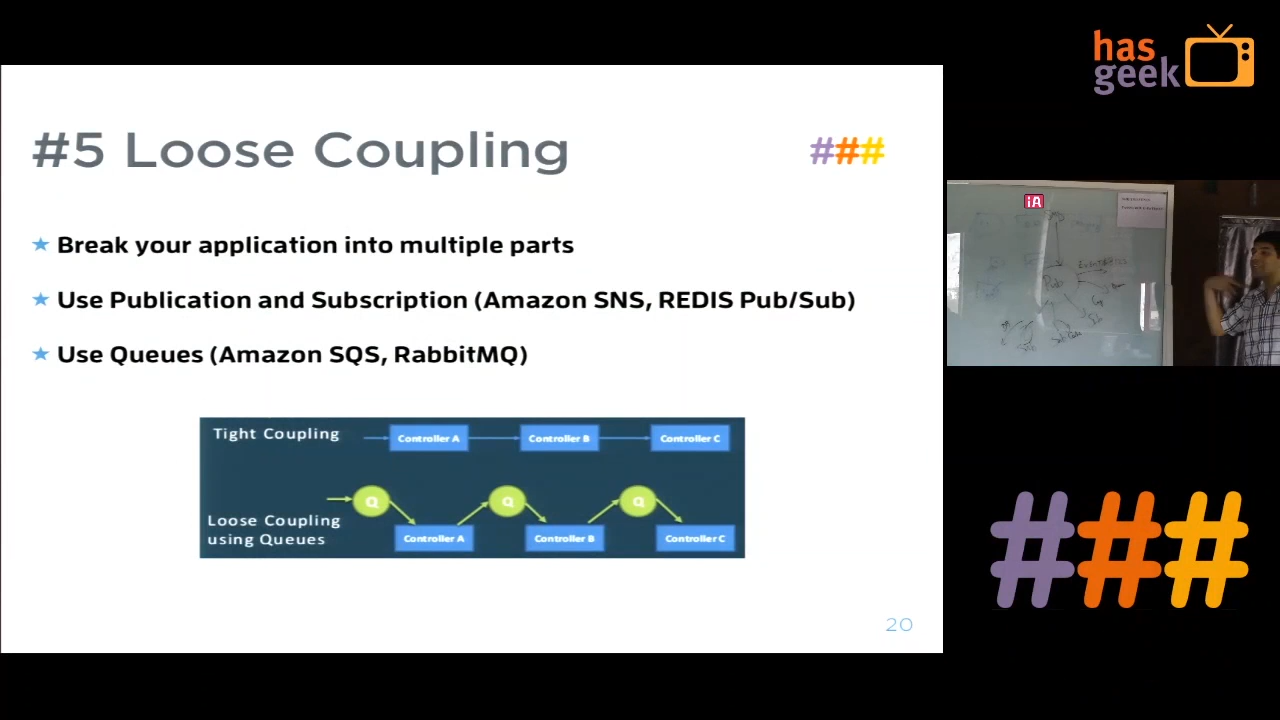 has
geek
#5 Loose Coupling
###
Break your application into multiple parts
Use Publication and Subscription (Amazon SNS, REDIS Pub/Sub)
Use Queues (Amazon SQS, RabbitMQ)
Tight Coupling
Controller A
Controller B
Controller C
Q
Q
Q
Loose Coupling
using Queues
Controller A
Controller B
Controller C
20
iA
Pub
###